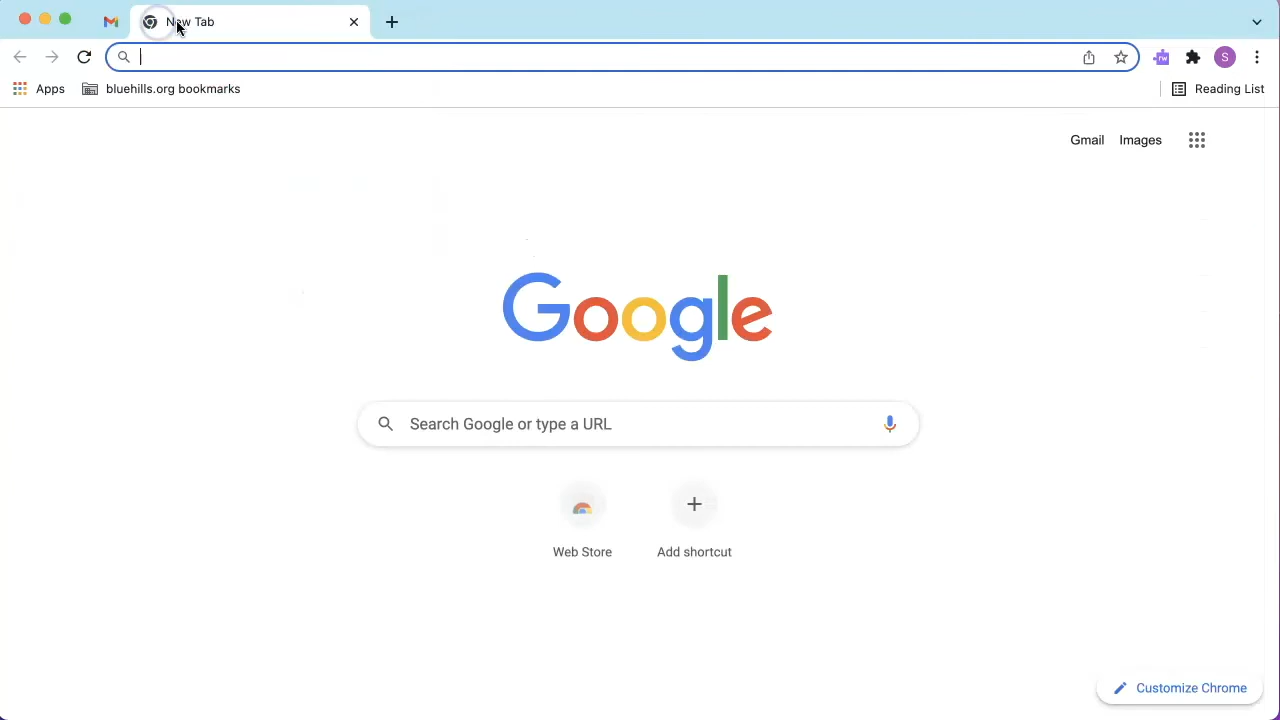 New Tab
Apps
bluehills.org bookmarks
Reading List
S
Gmail
Images
Google
Search Google or type a URL
Web Store
Add shortcut
Customize Chrome